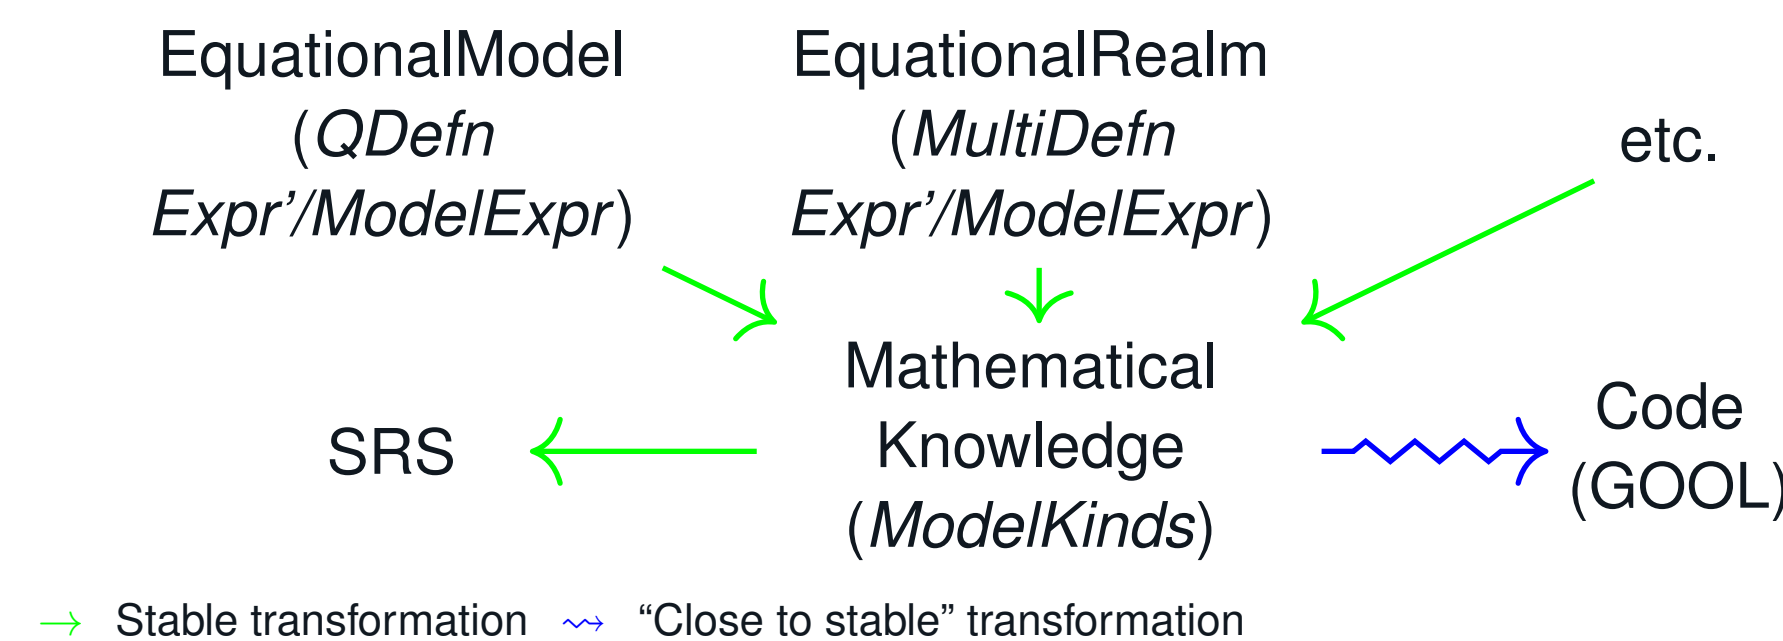 EquationalModel
(QDefn
Expr’/ModelExpr)
EquationalRealm
(MultiDefn
Expr’/ModelExpr)
etc.
Mathematical
Knowledge
(ModelKinds)
SRS
Code
(GOOL)
Stable transformation
“Close to stable” transformation